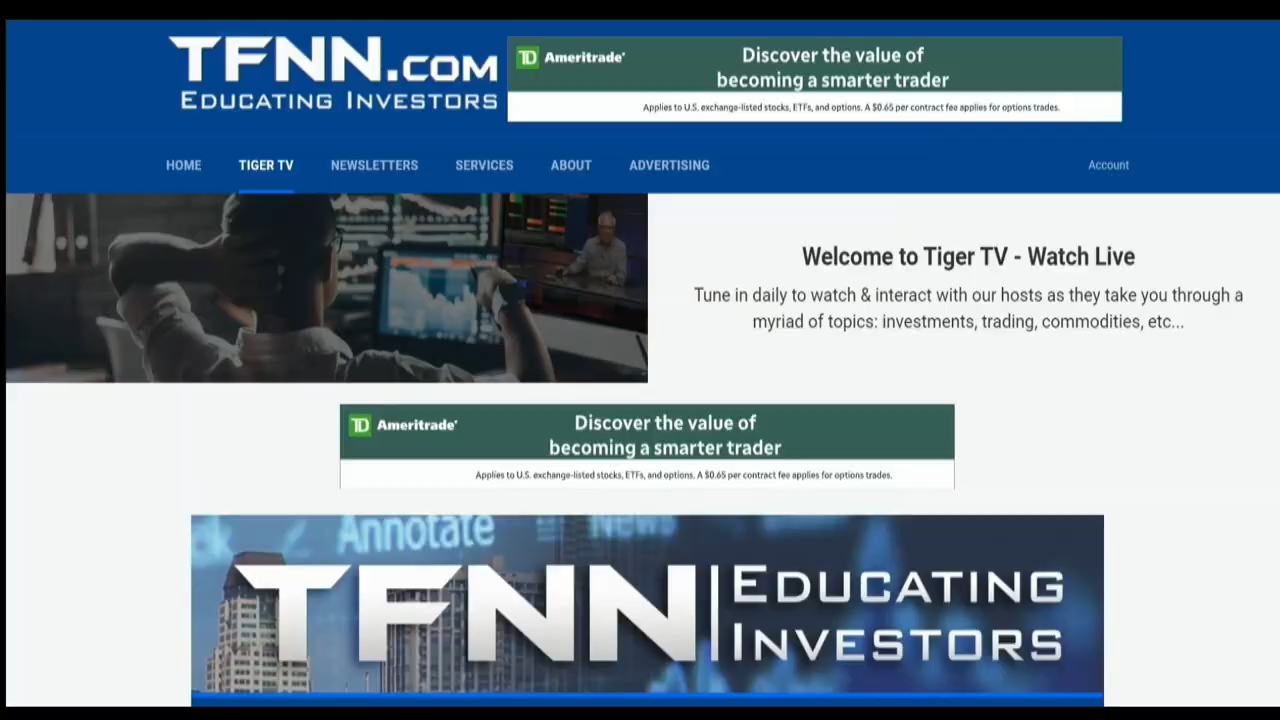 TFNN.COM
EDUCATING INVESTORS
TD Ameritrade
Discover the value of
becoming a smarter trader
Applies to U.S. exchange-listed stocks, ETFs, and options. A $0.65 per contract fee applies for options trades.
HOME TIGER TV NEWSLETTERS SERVICES ABOUT ADVERTISING Account
Welcome to Tiger TV - Watch Live
Tune in daily to watch & interact with our hosts as they take you through a
myriad of topics: investments, trading, commodities, etc...
TD Ameritrade
Discover the value of
becoming a smarter trader
Applies to U.S. exchange-listed stocks, ETFs, and options. A $0.65 per contract fee applies for options trades.
Annotate News
TFNN EDUCATING
INVESTORS